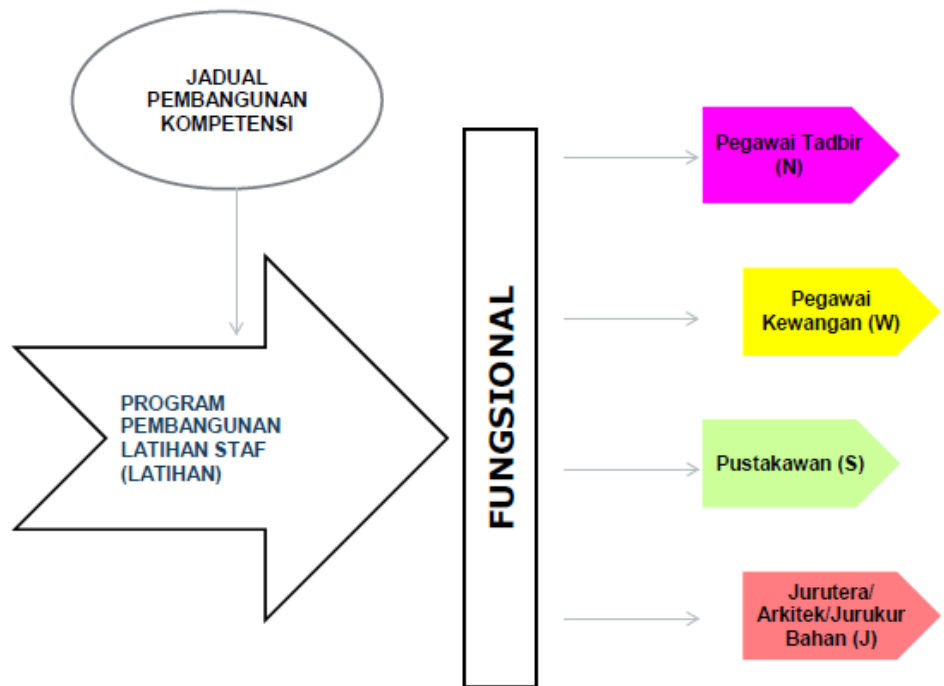 JADUAL
PEMBANGUNAN
KOMPETENSI
PROGRAM
PEMBANGUNAN
LATIHAN STAF
(LATIHAN)
FUNGSIONAL
Pegawai Tadbir
(N)
Pegawai
Kewangan (W)
Pustakawan (S)
Jurutera/
Arkitek/Jurukur
Bahan (J)